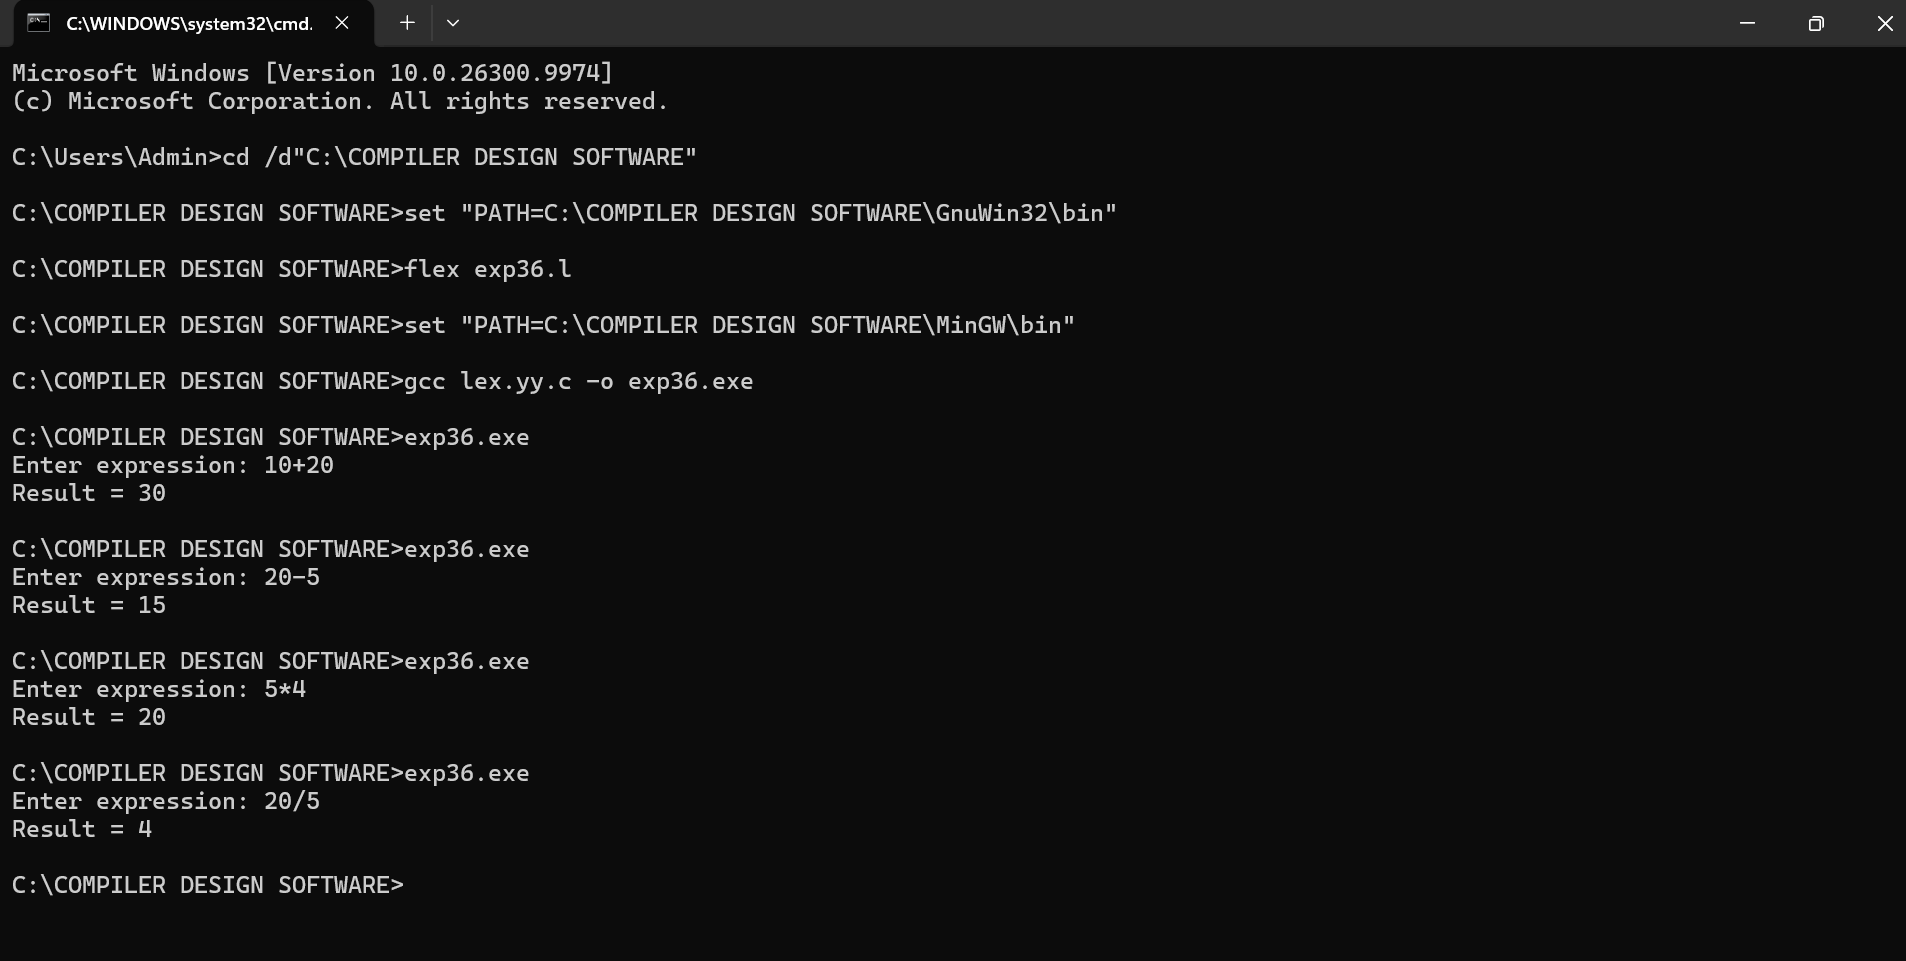 C:\WINDOWS\system32\cmd.
Microsoft Windows [Version 10.0.26300.9974]
(c) Microsoft Corporation. All rights reserved.
C:\Users\Admin>cd /d"C:\COMPILER DESIGN SOFTWARE"
C:\COMPILER DESIGN SOFTWARE>set "PATH=C:\COMPILER DESIGN SOFTWARE\GnuWin32\bin"
C:\COMPILER DESIGN SOFTWARE>flex exp36.l
C:\COMPILER DESIGN SOFTWARE>set "PATH=C:\COMPILER DESIGN SOFTWARE\MinGW\bin"
C:\COMPILER DESIGN SOFTWARE>gcc lex.yy.c -o exp36.exe
C:\COMPILER DESIGN SOFTWARE>exp36.exe
Enter expression: 10+20
Result = 30
C:\COMPILER DESIGN SOFTWARE>exp36.exe
Enter expression: 20-5
Result = 15
C:\COMPILER DESIGN SOFTWARE>exp36.exe
Enter expression: 5*4
Result = 20
C:\COMPILER DESIGN SOFTWARE>exp36.exe
Enter expression: 20/5
Result = 4
C:\COMPILER DESIGN SOFTWARE>